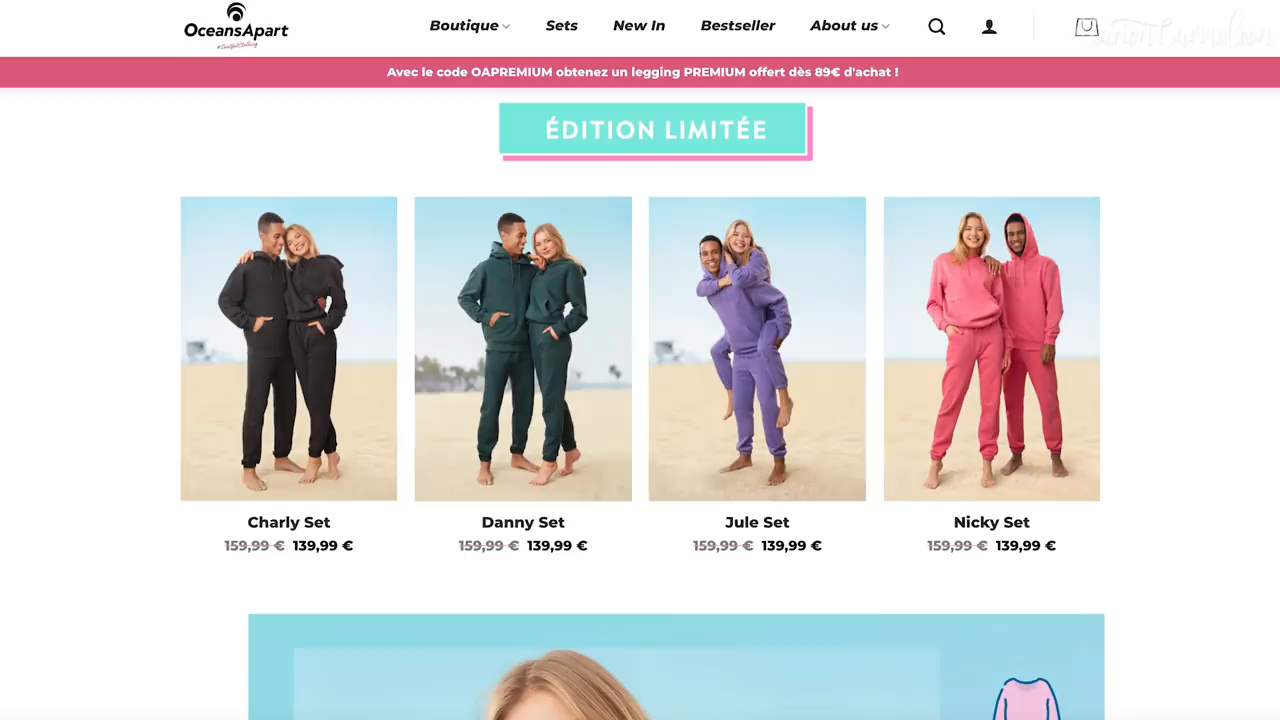 OceansApart
Boutique
Sets
New In
Bestseller
About us
Avec le code OAPREMIUM obtenez un legging PREMIUM offert dès 89€ d'achat !
ÉDITION LIMITÉE
Charly Set
159,99 € 139,99 €
Danny Set
159,99 € 139,99 €
Jule Set
159,99 € 139,99 €
Nicky Set
159,99 € 139,99 €